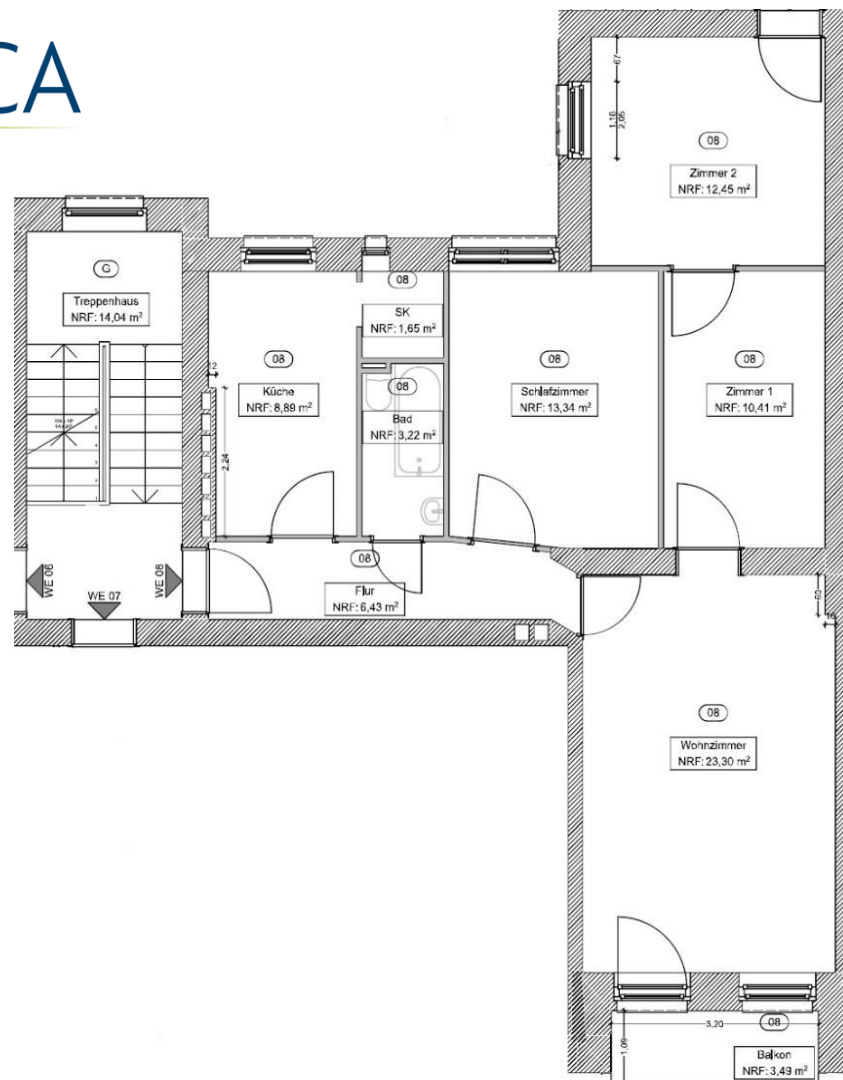 CA
67
1,16
2,05
08
Zimmer 2
NRF: 12,45 m²
G
Treppenhaus
NRF: 14,04 m²
08
SK
NRF: 1,65 m²
12
08
Küche
NRF: 8,89 m²
08
Bad
NRF: 3,22 m²
08
Schlafzimmer
NRF: 13,34 m²
08
Zimmer 1
NRF: 10,41 m²
2,24
WE 06
WE 07
WE 08
08
Flur
NRF: 6,43 m²
60
16
08
Wohnzimmer
NRF: 23,30 m²
3,20
08
1,09
Balkon
NRF: 3,49 m²